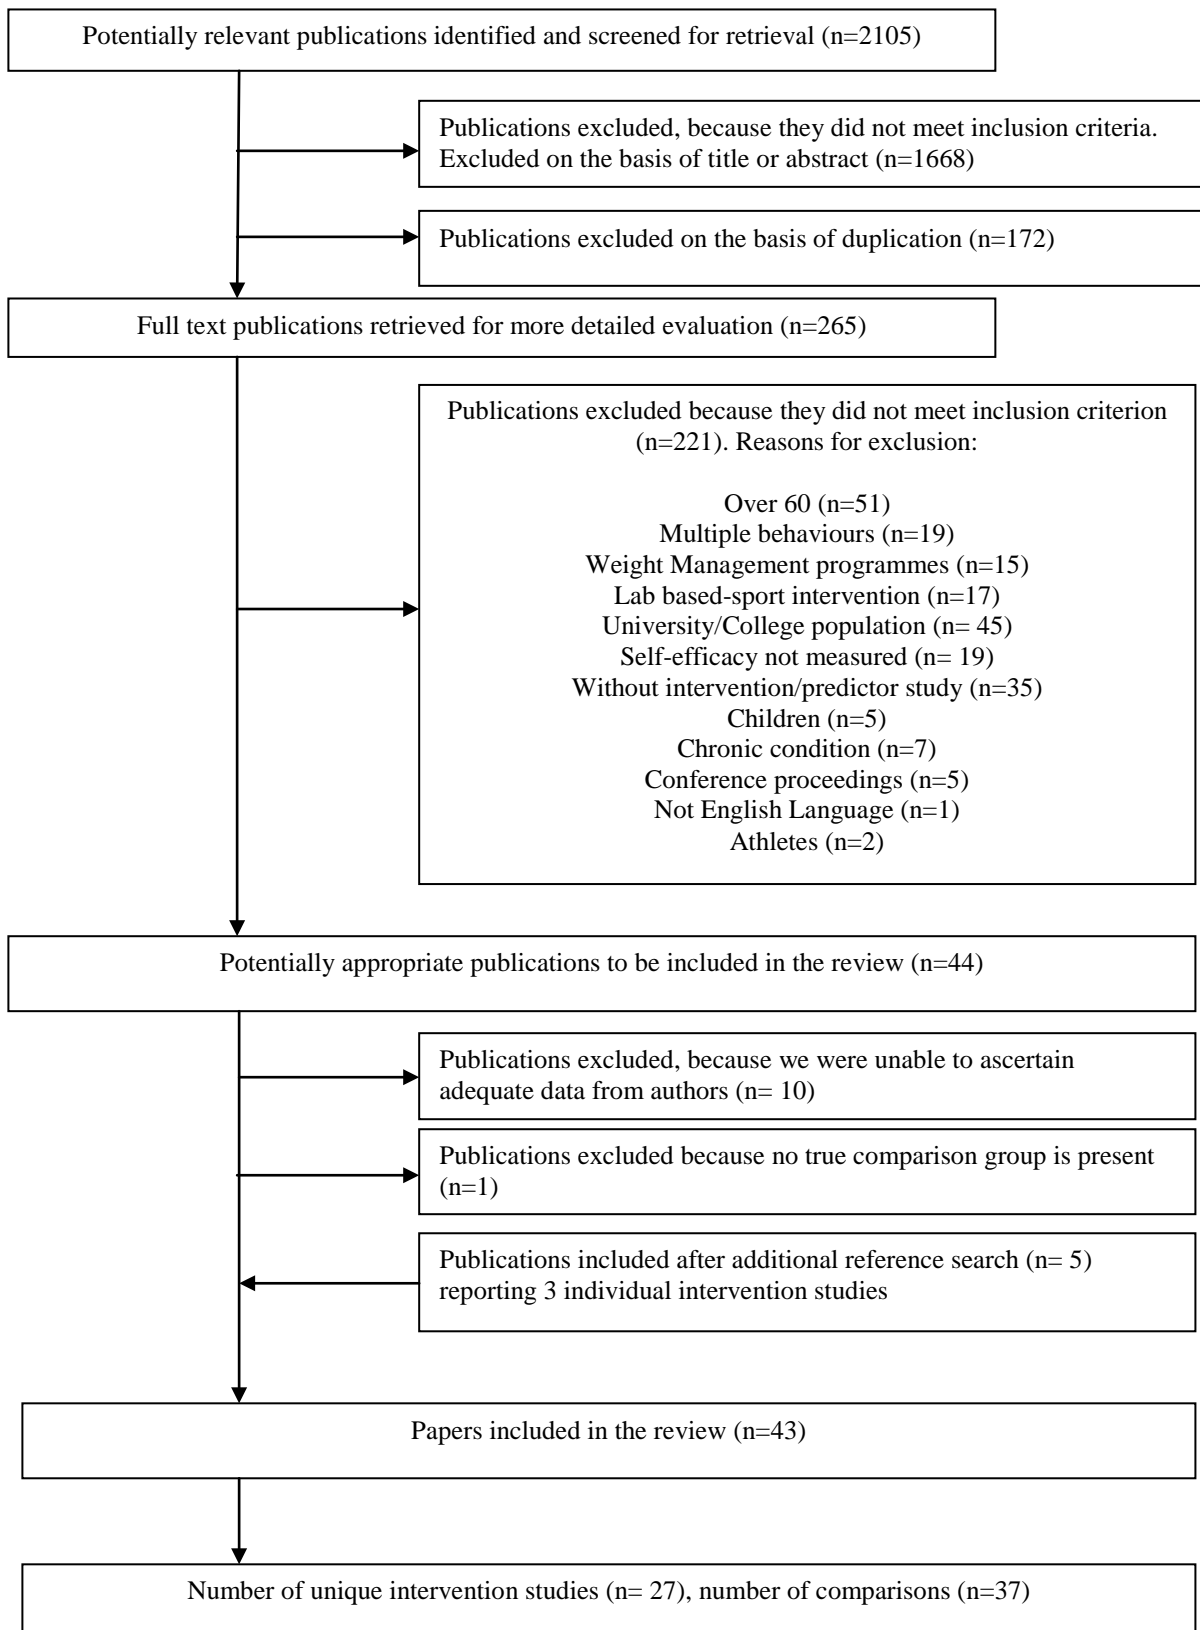 Potentially relevant publications identified and screened for retrieval (n=2105)
Publications excluded, because they did not meet inclusion criteria.
Excluded on the basis of title or abstract (n=1668)
Publications excluded on the basis of duplication (n=172)
Full text publications retrieved for more detailed evaluation (n=265)
Publications excluded because they did not meet inclusion criterion
(n=221). Reasons for exclusion:
Over 60 (n=51)
Multiple behaviours (n=19)
Weight Management programmes (n=15)
Lab based-sport intervention (n=17)
University/College population (n= 45)
Self-efficacy not measured (n= 19)
Without intervention/predictor study (n=35)
Children (n=5)
Chronic condition (n=7)
Conference proceedings (n=5)
Not English Language (n=1)
Athletes (n=2)
Potentially appropriate publications to be included in the review (n=44)
Publications excluded, because we were unable to ascertain
adequate data from authors (n= 10)
Publications excluded because no true comparison group is present
(n=1)
Publications included after additional reference search (n= 5)
reporting 3 individual intervention studies
Papers included in the review (n=43)
Number of unique intervention studies (n= 27), number of comparisons (n=37)